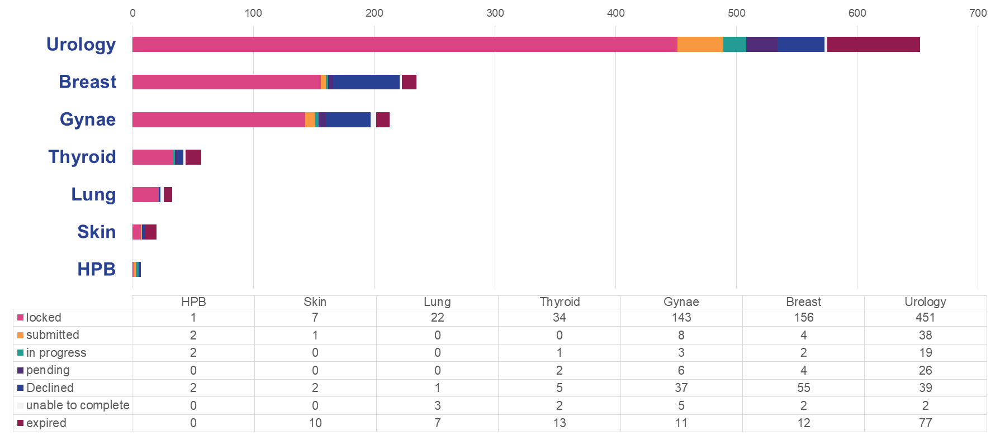 0 100 200 300 400 500 600 700
Urology
Breast
Gynae
Thyroid
Lung
Skin
HPB
HPB Skin Lung Thyroid Gynae Breast Urology
locked 1 7 22 34 143 156 451
submitted 2 1 0 0 8 4 38
in progress 2 0 0 1 3 2 19
pending 0 0 0 2 6 4 26
Declined 2 2 1 5 37 55 39
unable to complete 0 0 3 2 5 2 2
expired 0 10 7 13 11 12 77